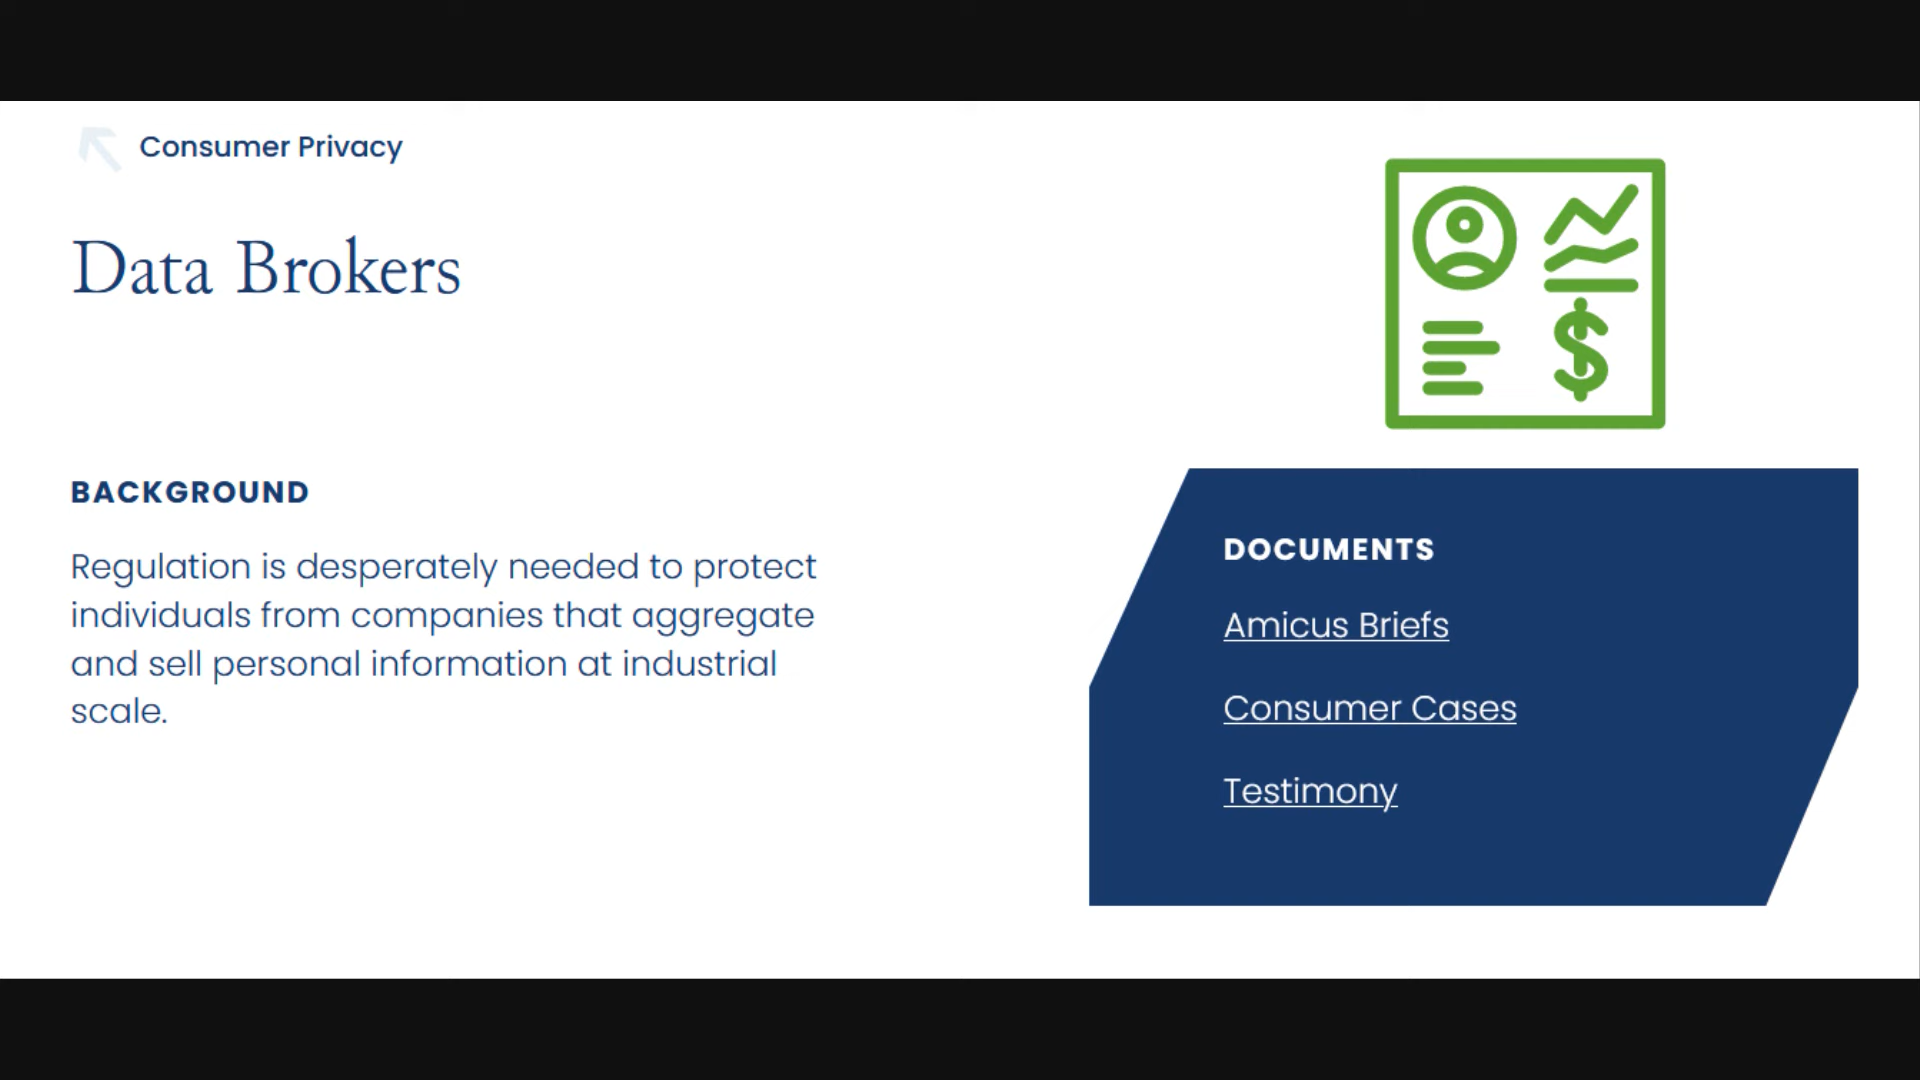 Consumer Privacy
Data Brokers
BACKGROUND
Regulation is desperately needed to protect
individuals from companies that aggregate
and sell personal information at industrial
scale.
DOCUMENTS
Amicus Briefs
Consumer Cases
Testimony